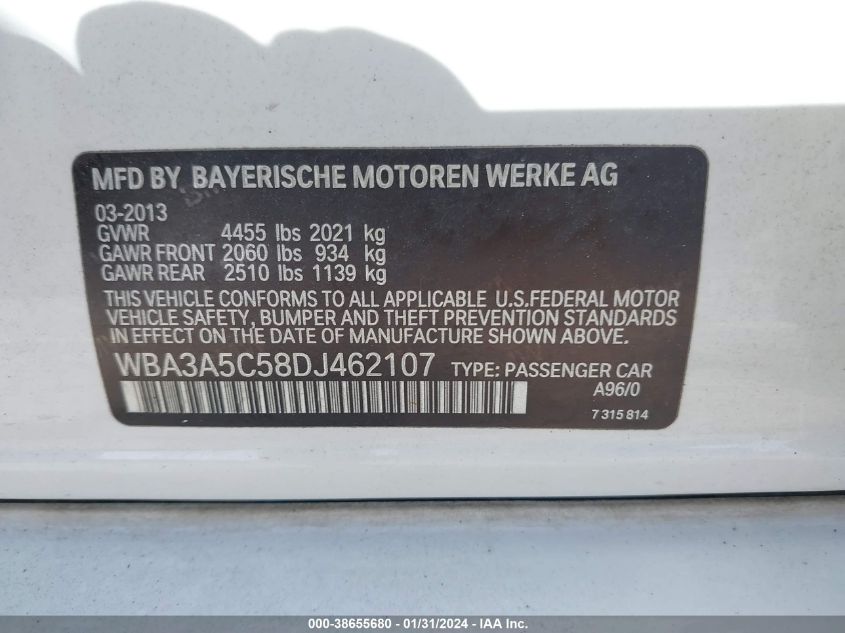 MFD BY BAYERISCHE MOTOREN WERKE AG
03-2013
GVWR 4455 lbs 2021 kg
GAWR FRONT 2060 lbs 934 kg
GAWR REAR 2510 lbs 1139 kg
THIS VEHICLE CONFORMS TO ALL APPLICABLE U.S.FEDERAL MOTOR
VEHICLE SAFETY, BUMPER AND THEFT PREVENTION STANDARDS
IN EFFECT ON THE DATE OF MANUFACTURE SHOWN ABOVE.
WBA3A5C58DJ462107 TYPE: PASSENGER CAR
A96/0
7 315 814
000-38655680 - 01/31/2024 - IAA Inc.